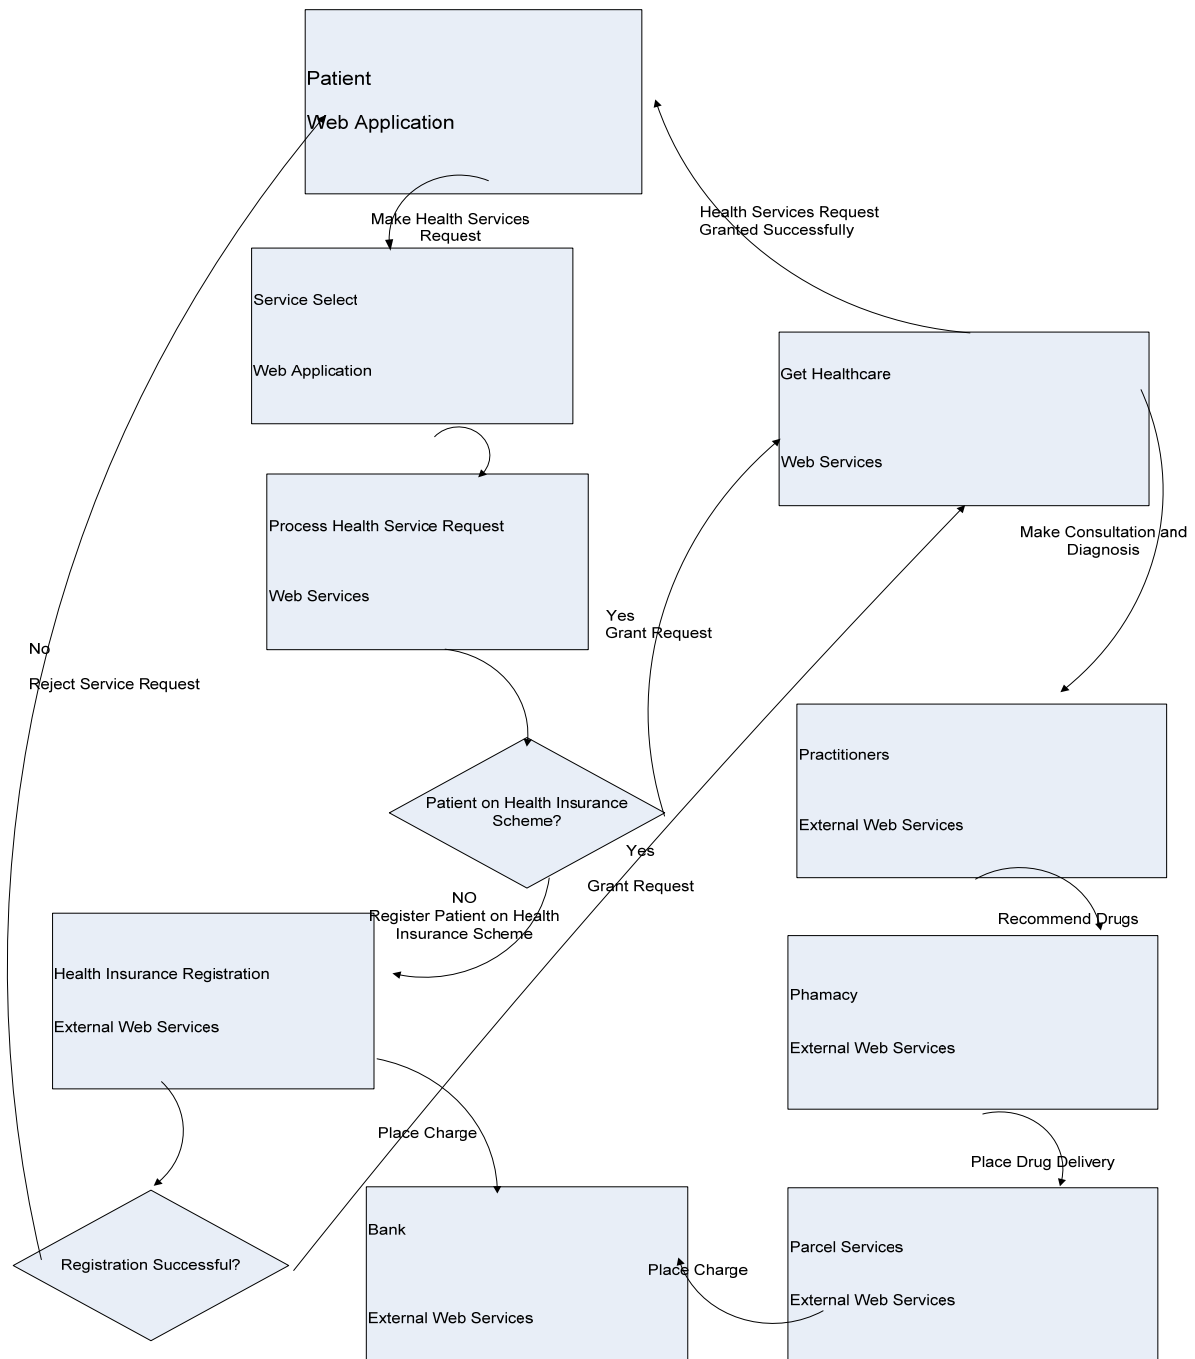 Patient
Web Application
Make Health Services
Request
Health Services Request
Granted Successfully
Service Select
Web Application
Get Healthcare
Web Services
Process Health Service Request
Web Services
Make Consultation and
Diagnosis
Yes
Grant Request
No
Reject Service Request
Practitioners
External Web Services
Patient on Health Insurance
Scheme?
Yes
Grant Request
NO
Register Patient on Health
Insurance Scheme
Recommend Drugs
Health Insurance Registration
External Web Services
Phamacy
External Web Services
Place Charge
Place Drug Delivery
Registration Successful?
Bank
External Web Services
Place Charge
Parcel Services
External Web Services